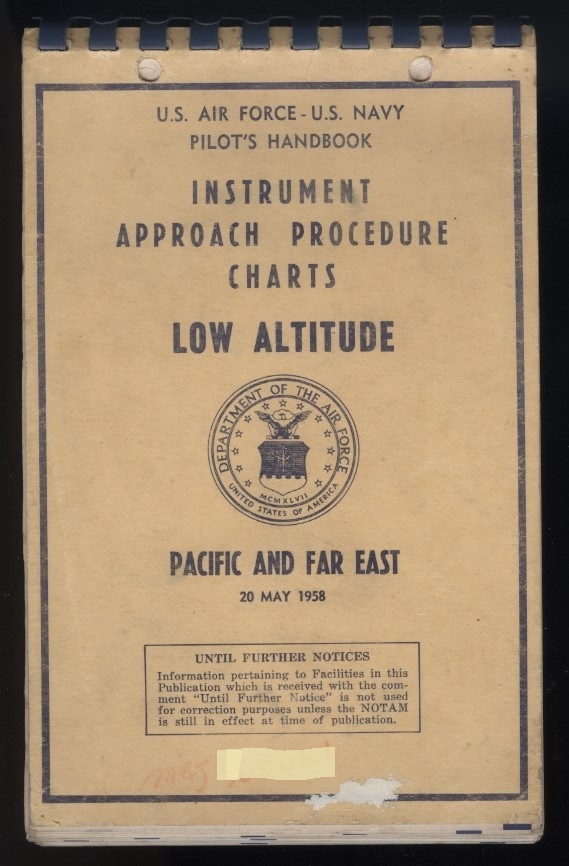 U.S. AIR FORCE - U.S. NAVY
PILOT'S HANDBOOK
INSTRUMENT
APPROACH PROCEDURE
CHARTS
LOW ALTITUDE
DEPARTMENT OF THE AIR FORCE
MCMXLVII
UNITED STATES OF AMERICA
PACIFIC AND FAR EAST
20 MAY 1958
UNTIL FURTHER NOTICES
Information pertaining to Facilities in this
Publication which is received with the com-
ment "Until Further Notice" is not used
for correction purposes unless the NOTAM
is still in effect at time of publication.